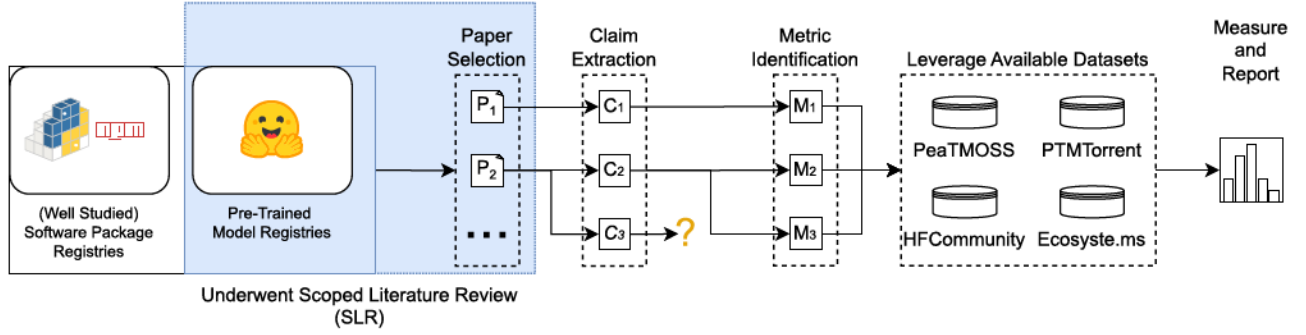 (Well Studied)
Software Package
Registries
Pre-Trained
Model Registries
Underwent Scoped Literature Review
(SLR)
Paper
Selection
P1
P2
...
Claim
Extraction
C1
C2
C3
?
Metric
Identification
M1
M2
M3
Leverage Available Datasets
PeaTMOSS
PTMTorrent
HFCommunity
Ecosyste.ms
Measure
and
Report